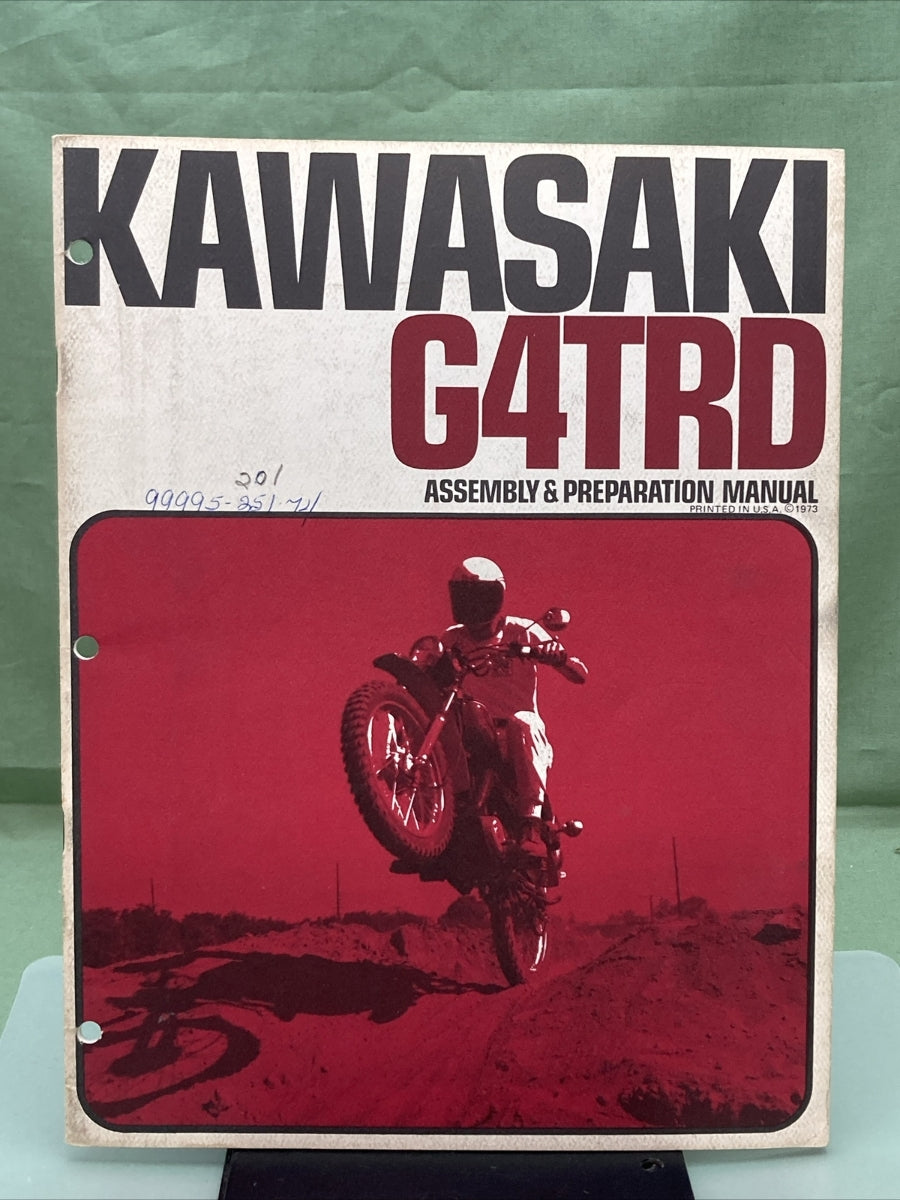 KAWASAKI
G4TRD
201
99995-251-71
ASSEMBLY & PREPARATION MANUAL
PRINTED IN U.S.A. ©1973